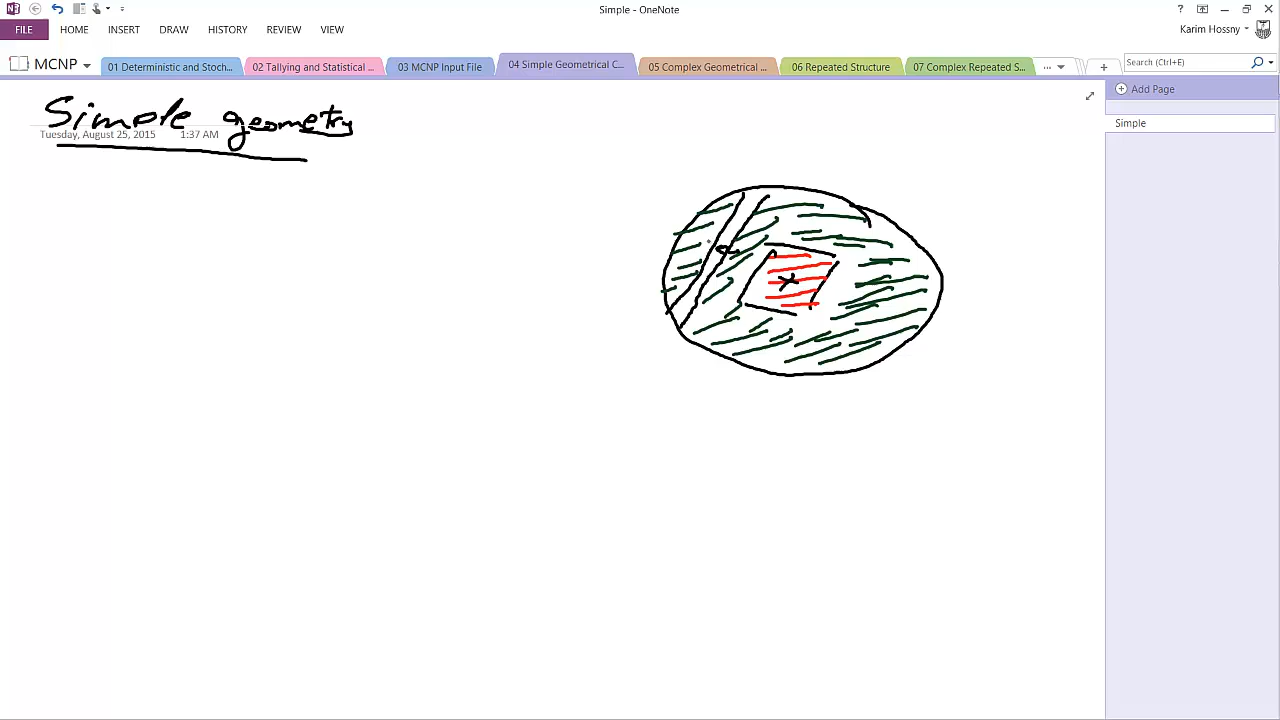 Simple - OneNote
?
FILE HOME INSERT DRAW HISTORY REVIEW VIEW
Karim Hossny
MCNP
01 Deterministic and Stoch...
02 Tallying and Statistical ...
03 MCNP Input File
04 Simple Geometrical C...
05 Complex Geometrical ...
06 Repeated Structure
07 Complex Repeated S...
...
+
Search (Ctrl+E)
Add Page
Simple
Simple geometry
Tuesday, August 25, 2015 1:37 AM